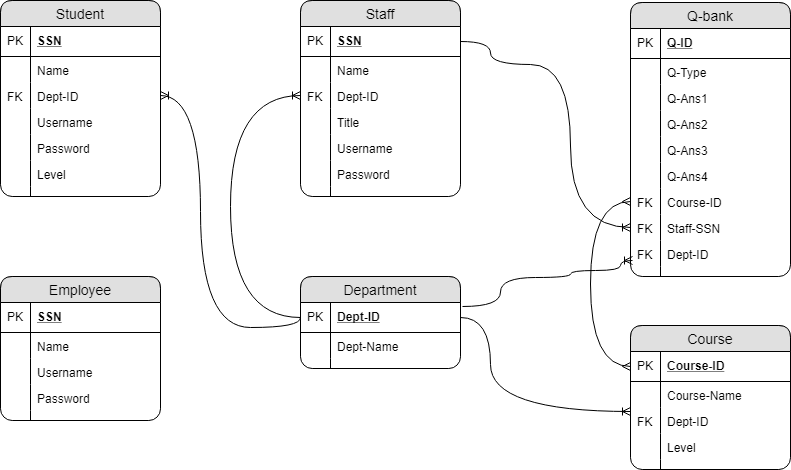 Student
PK SSN
Name
FK Dept-ID
Username
Password
Level
Staff
PK SSN
Name
FK Dept-ID
Title
Username
Password
Q-bank
PK Q-ID
Q-Type
Q-Ans1
Q-Ans2
Q-Ans3
Q-Ans4
FK Course-ID
FK Staff-SSN
FK Dept-ID
Employee
PK SSN
Name
Username
Password
Department
PK Dept-ID
Dept-Name
Course
PK Course-ID
Course-Name
FK Dept-ID
Level